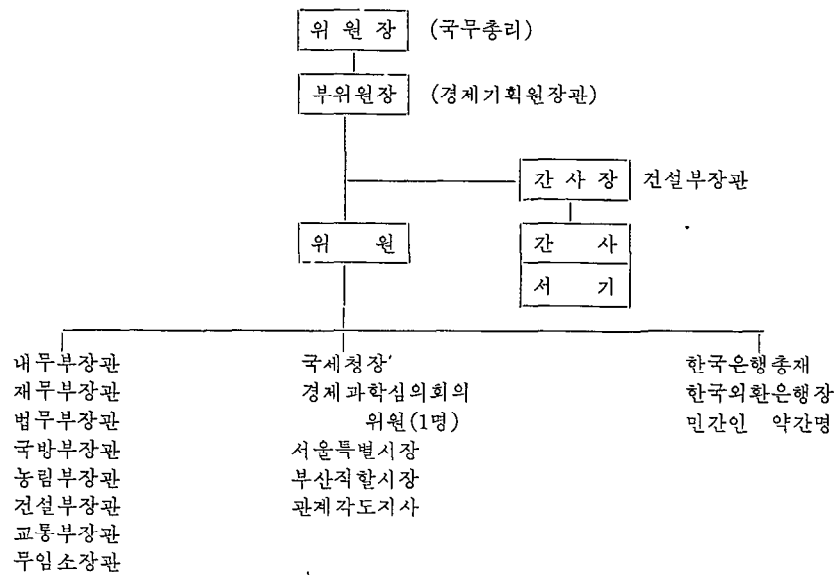 위 원 장 (국무총리)
부위원장 (경제기획원장관)
간 사 장 건설부장관
위 원
간 사
서 기
내무부장관
재무부장관
법무부장관
국방부장관
농림부장관
건설부장관
교통부장관
무임소장관
국세청장
경제과학심의회의
위원(1명)
서울특별시장
부산직할시장
관계각도지사
한국은행총재
한국외환은행장
민간인 약간명